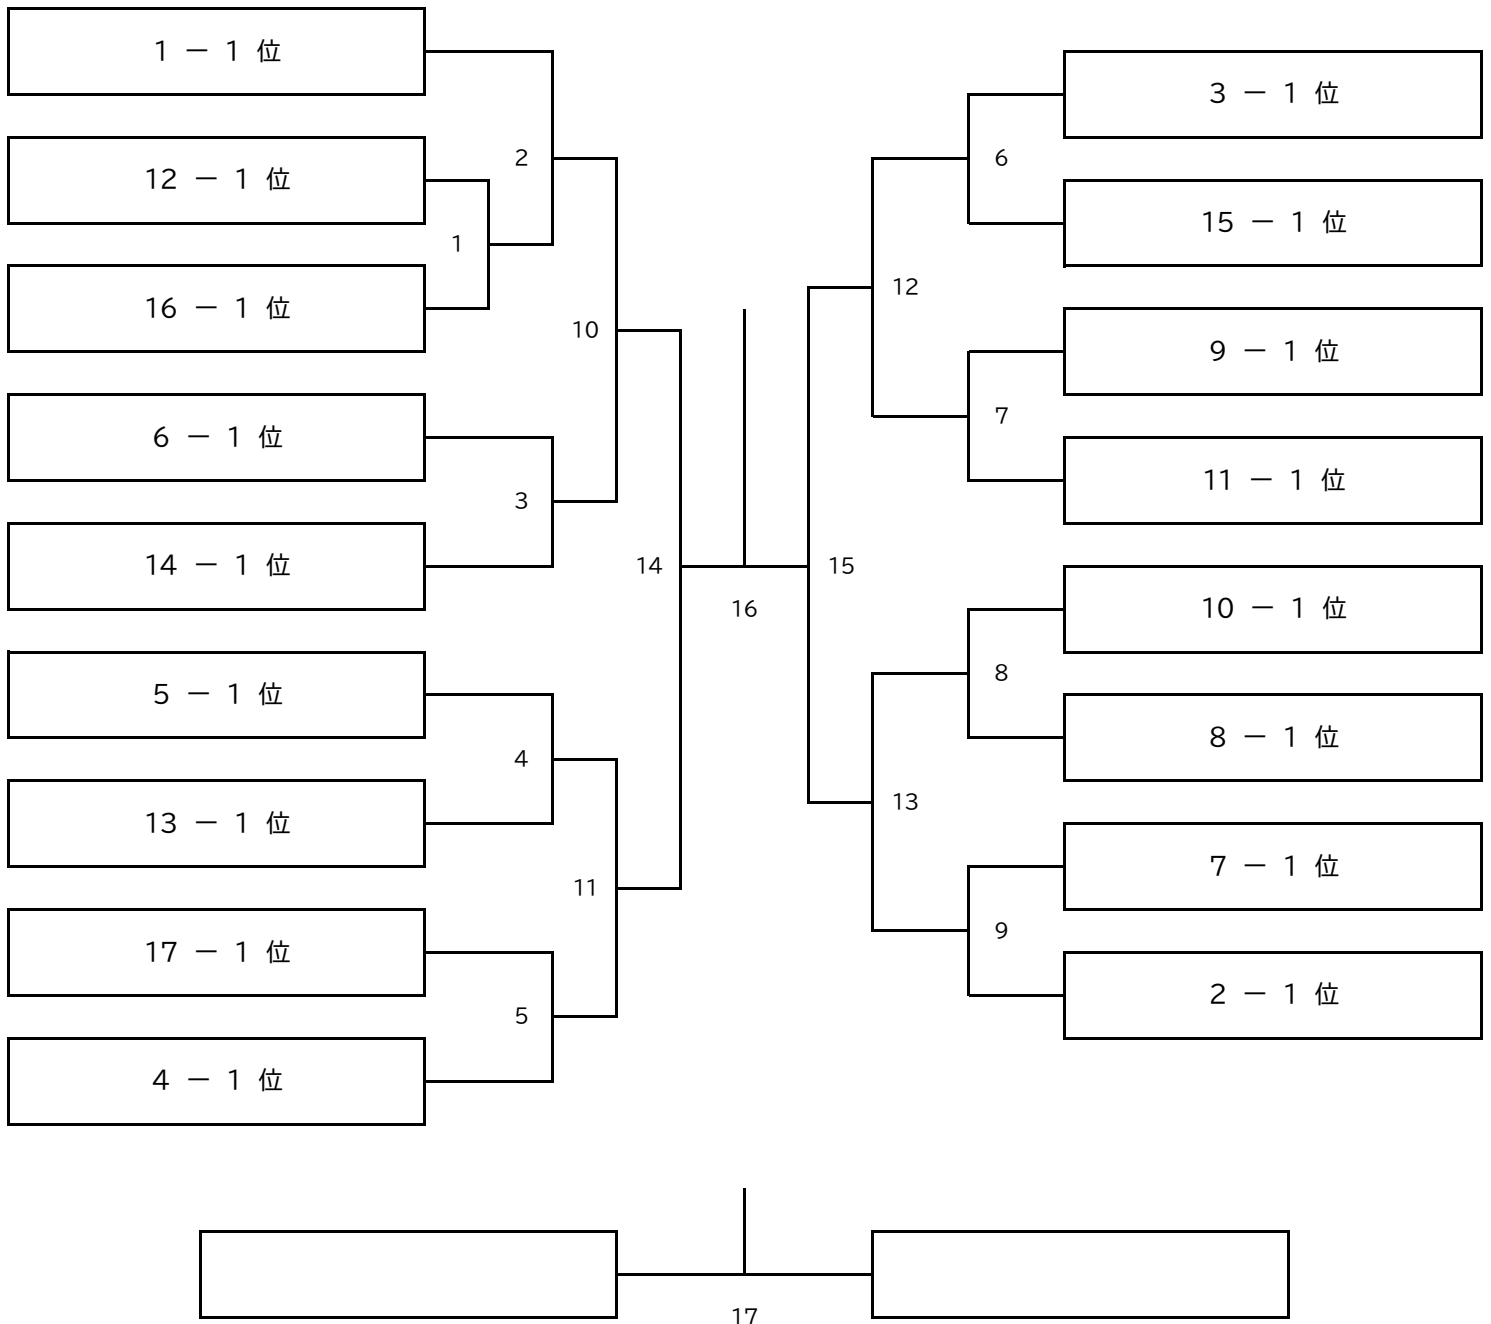 1 － 1 位
12 － 1 位
16 － 1 位
6 － 1 位
14 － 1 位
5 － 1 位
13 － 1 位
17 － 1 位
4 － 1 位
2
1
10
3
14
4
11
5
16
3 － 1 位
15 － 1 位
9 － 1 位
11 － 1 位
10 － 1 位
8 － 1 位
7 － 1 位
2 － 1 位
6
12
7
15
8
13
9
17